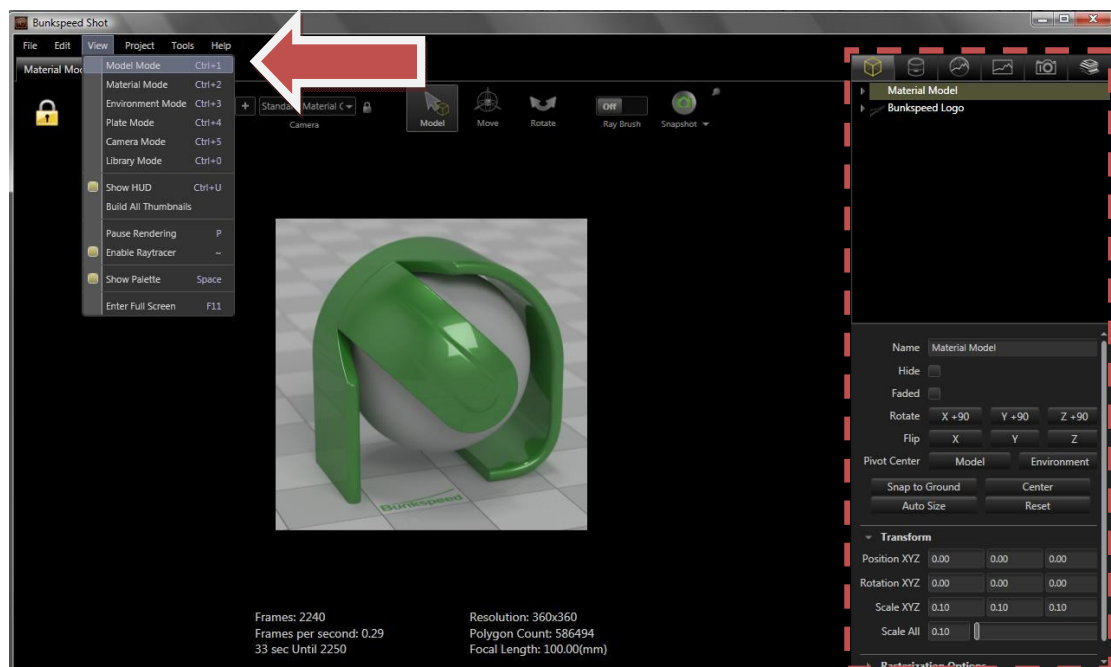 Bunkspeed Shot
File Edit View Project Tools Help
Material Mod
Model Mode Ctrl+1
Material Mode Ctrl+2
Environment Mode Ctrl+3
Plate Mode Ctrl+4
Camera Mode Ctrl+5
Library Mode Ctrl+0
Show HUD Ctrl+U
Build All Thumbnails
Pause Rendering P
Enable Raytracer ~
Show Palette Space
Enter Full Screen F11
+ Standard Material C
Camera
Model Move Rotate
OFF
Ray Brush Snapshot
Bunkspeed
Frames: 2240
Frames per second: 0.29
33 sec Until 2250
Resolution: 360x360
Polygon Count: 586494
Focal Length: 100.00(mm)
Material Model
Bunkspeed Logo
Name Material Model
Hide
Faded
Rotate X +90 Y +90 Z +90
Flip X Y Z
Pivot Center Model Environment
Snap to Ground Center
Auto Size Reset
Transform
Position XYZ 0.00 0.00 0.00
Rotation XYZ 0.00 0.00 0.00
Scale XYZ 0.10 0.10 0.10
Scale All 0.10
Rasterization Options